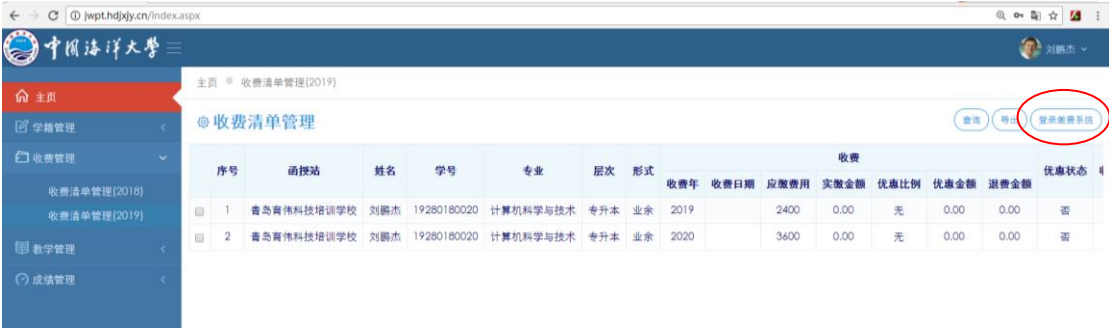 jwpt.hdjxjy.cn/index.aspx
中国海洋大学
刘鹏杰
主页
学籍管理
收费管理
收费清单管理(2018)
收费清单管理(2019)
教学管理
成绩管理
主页 收费清单管理(2019)
收费清单管理
查询 导出 登录缴费系统
序号 函授站 姓名 学号 专业 层次 形式 收费 优惠状态
收费年 收费日期 应缴费用 实缴金额 优惠比例 优惠金额 退费金额
1 青岛育伟科技培训学校 刘鹏杰 19280180020 计算机科学与技术 专升本 业余 2019 2400 0.00 无 0.00 0.00 否
2 青岛育伟科技培训学校 刘鹏杰 19280180020 计算机科学与技术 专升本 业余 2020 3600 0.00 无 0.00 0.00 否